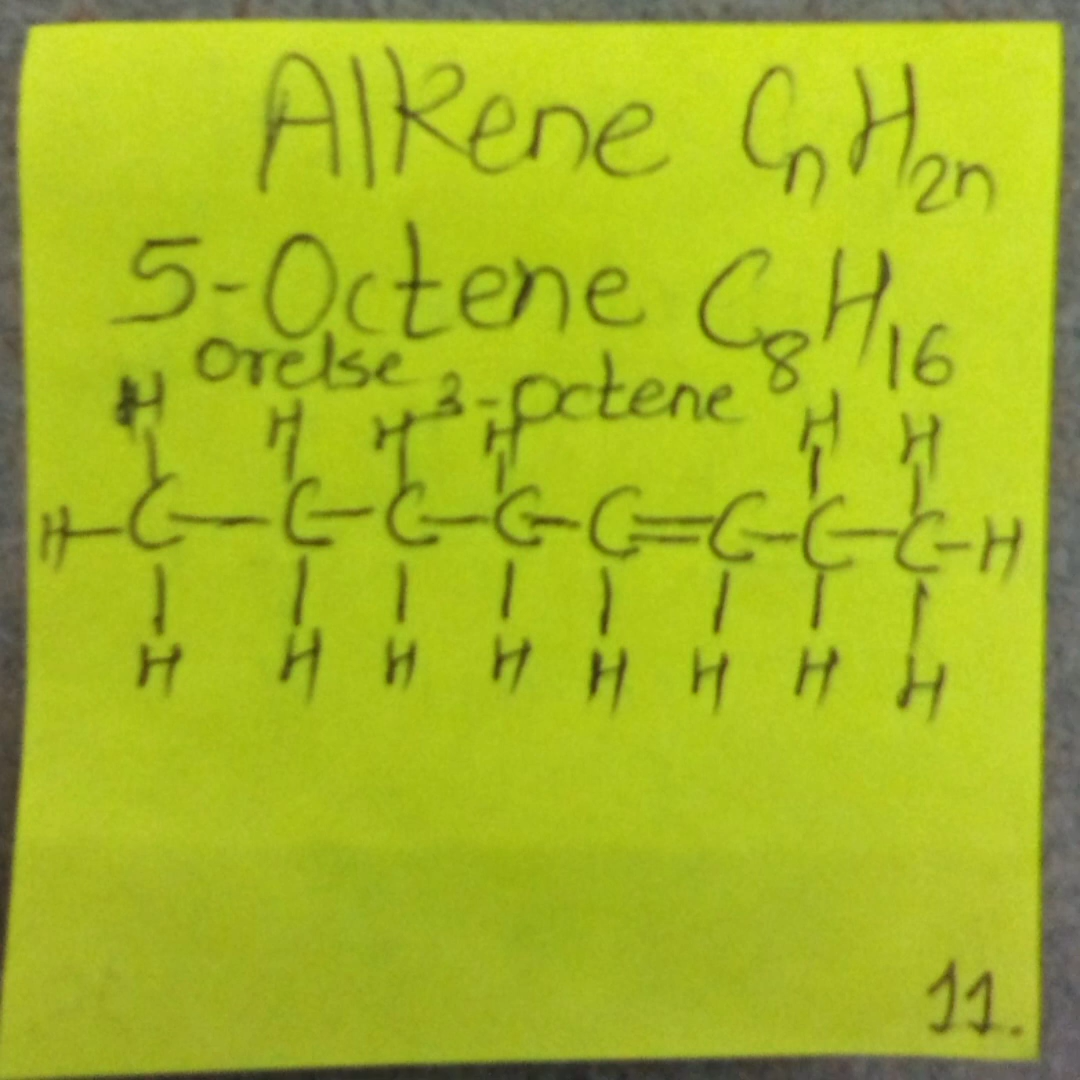 Alkene CnH2n
5-Octene C8H16
orelse 3-octene
H H H H H H
H-C-C-C-C-C=C-C-C-H
H H H H H H H H
11.